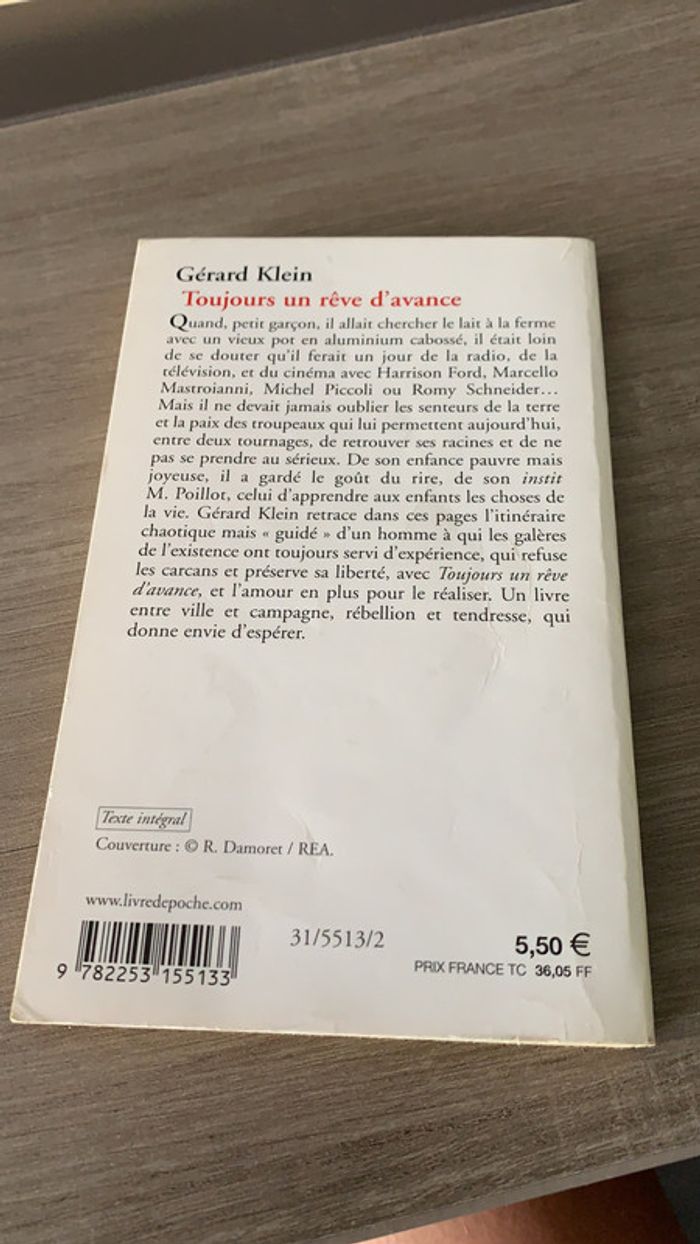 Gérard Klein
Toujours un rêve d'avance
Quand, petit garçon, il allait chercher le lait à la ferme
avec un vieux pot en aluminium cabossé, il était loin
de se douter qu'il ferait un jour de la radio, de la
télévision, et du cinéma avec Harrison Ford, Marcello
Mastroianni, Michel Piccoli ou Romy Schneider...
Mais il ne devait jamais oublier les senteurs de la terre
et la paix des troupeaux qui lui permettent aujourd'hui,
entre deux tournages, de retrouver ses racines et de ne
pas se prendre au sérieux. De son enfance pauvre mais
joyeuse, il a gardé le goût du rire, de son instit
M. Poillot, celui d'apprendre aux enfants les choses de
la vie. Gérard Klein retrace dans ces pages l'itinéraire
chaotique mais « guidé » d'un homme à qui les galères
de l'existence ont toujours servi d'expérience, qui refuse
les carcans et préserve sa liberté, avec Toujours un rêve
d'avance, et l'amour en plus pour le réaliser. Un livre
entre ville et campagne, rébellion et tendresse, qui
donne envie d'espérer.
Texte intégral
Couverture : © R. Damoret / REA.
www.livredepoche.com
31/5513/2
5,50 €
PRIX FRANCE TC 36,05 FF
9 782253 155133